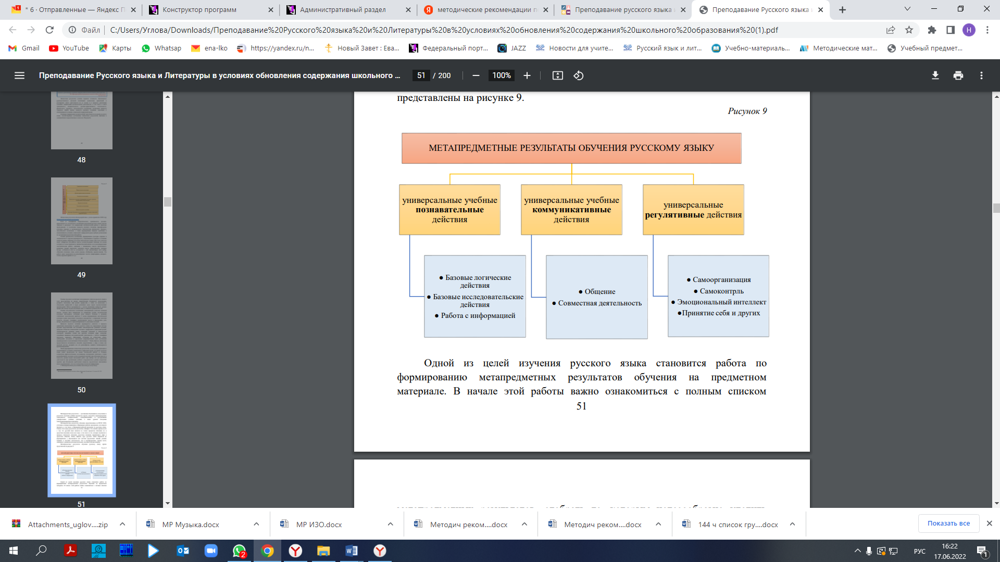 * 6 · Отправленные — Яндекс П
Конструктор программ
Административный раздел
методические рекомендации п
Преподавание русского языка и
Преподавание Русского языка и
Файл
C:/Users/Углова/Downloads/Преподавание%20Русского%20языка%20и%20Литературы%20в%20условиях%20обновления%20содержания%20школьного%20образования%20(1).pdf
H
Gmail
YouTube
Карты
Whatsap
ena-lko
https://yandex.ru/n...
Новый Завет : Ева...
Федеральный порт...
JAZZ
Новости для учите...
Русский язык и лит...
Учебно-материаль...
Методические мат...
Учебный предмет...
Преподавание Русского языка и Литературы в условиях обновления содержания школьного ...
51 / 200
100%
48
49
50
51
представлены на рисунке 9.
Рисунок 9
МЕТАПРЕДМЕТНЫЕ РЕЗУЛЬТАТЫ ОБУЧЕНИЯ РУССКОМУ ЯЗЫКУ
универсальные учебные
познавательные
действия
универсальные учебные
коммуникативные
действия
универсальные
регулятивные действия
● Базовые логические
действия
● Базовые исследовательские
действия
● Работа с информацией
● Общение
● Совместная деятельность
● Самоорганизация
● Самоконтрль
● Эмоциональный интеллект
●Принятие себя и других
Одной из целей изучения русского языка становится работа по
формированию метапредметных результатов обучения на предметном
материале. В начале этой работы важно ознакомиться с полным списком
51
Attachments_uglov....zip
МР Музыка.docx
МР ИЗО.docx
Методич реком....docx
Методич реком....docx
144 ч список гру....docx
Показать все
2
РУС
16:22
17.06.2022
1